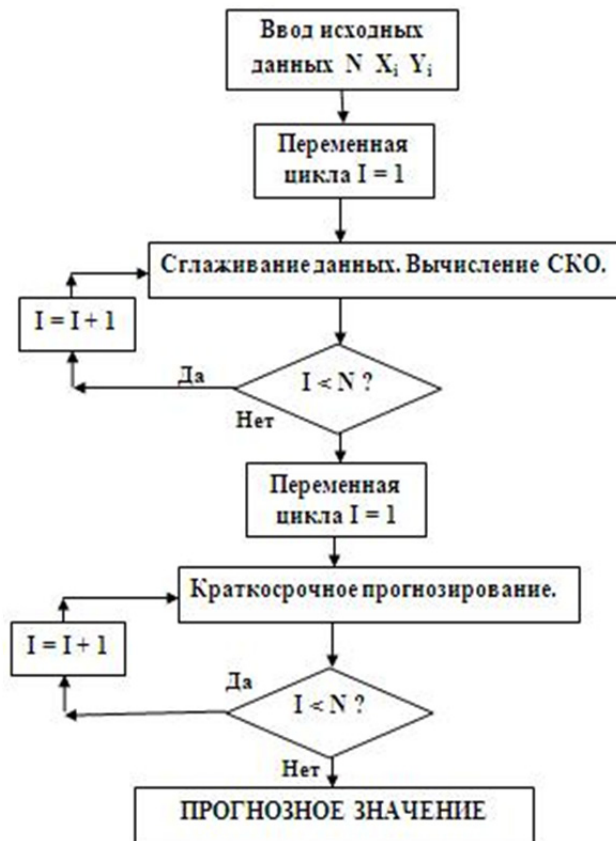 Ввод исходных
данных N Xᵢ Yᵢ
Переменная
цикла I = 1
Сглаживание данных. Вычисление СКО.
I = I + 1
Да
I < N ?
Нет
Переменная
цикла I = 1
Краткосрочное прогнозирование.
I = I + 1
Да
I < N ?
Нет
ПРОГНОЗНОЕ ЗНАЧЕНИЕ